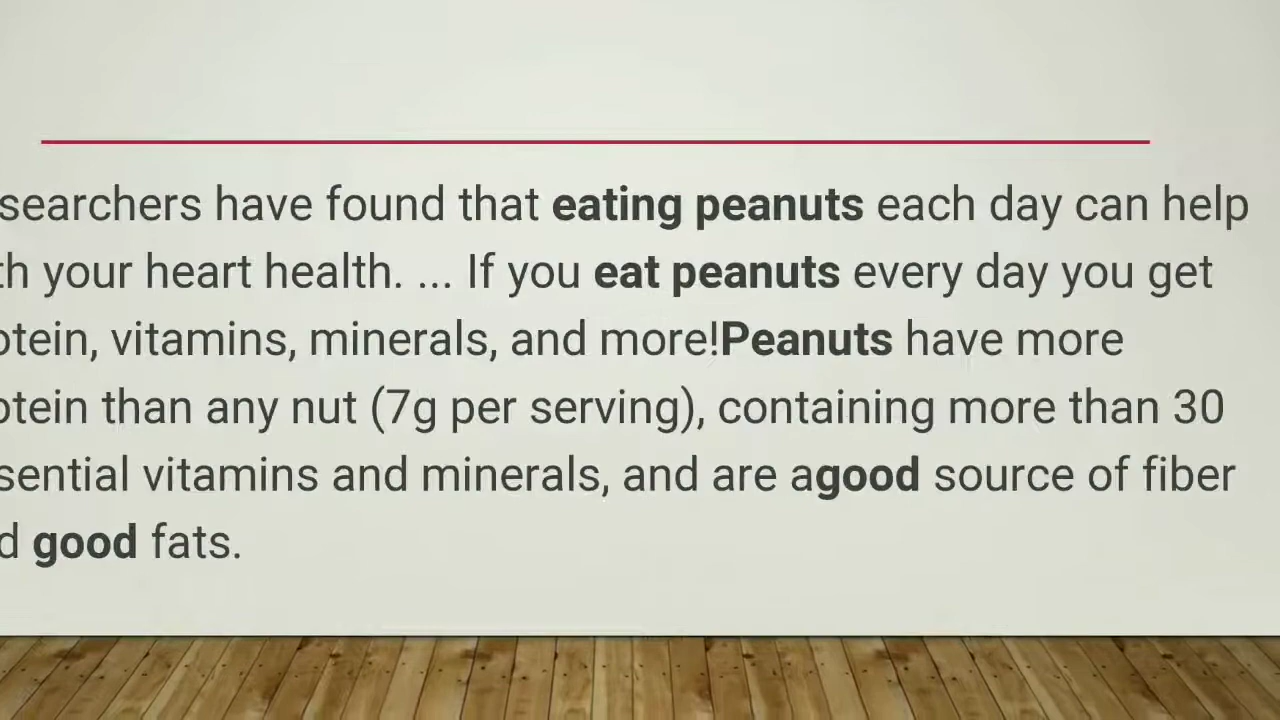 searchers have found that eating peanuts each day can help
th your heart health. ... If you eat peanuts every day you get
otein, vitamins, minerals, and more!Peanuts have more
otein than any nut (7g per serving), containing more than 30
sential vitamins and minerals, and are agood source of fiber
d good fats.